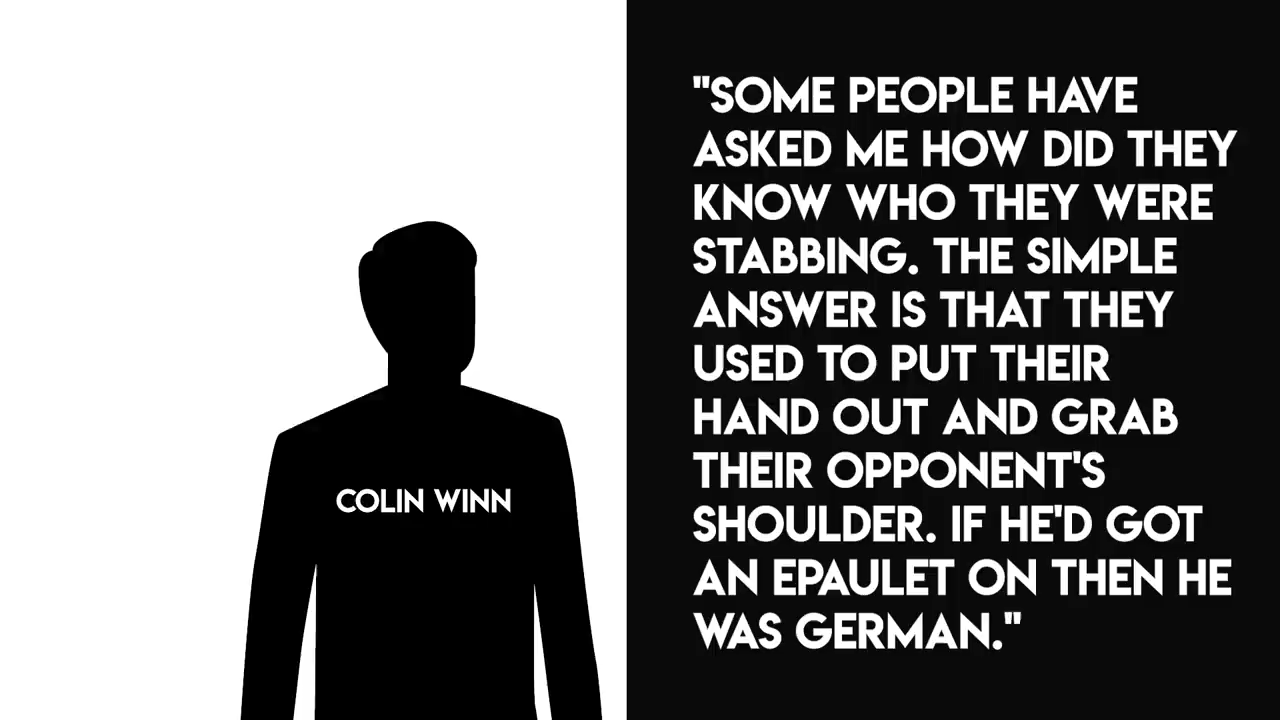 COLIN WINN
"SOME PEOPLE HAVE
ASKED ME HOW DID THEY
KNOW WHO THEY WERE
STABBING. THE SIMPLE
ANSWER IS THAT THEY
USED TO PUT THEIR
HAND OUT AND GRAB
THEIR OPPONENT'S
SHOULDER. IF HE'D GOT
AN EPAULET ON THEN HE
WAS GERMAN."